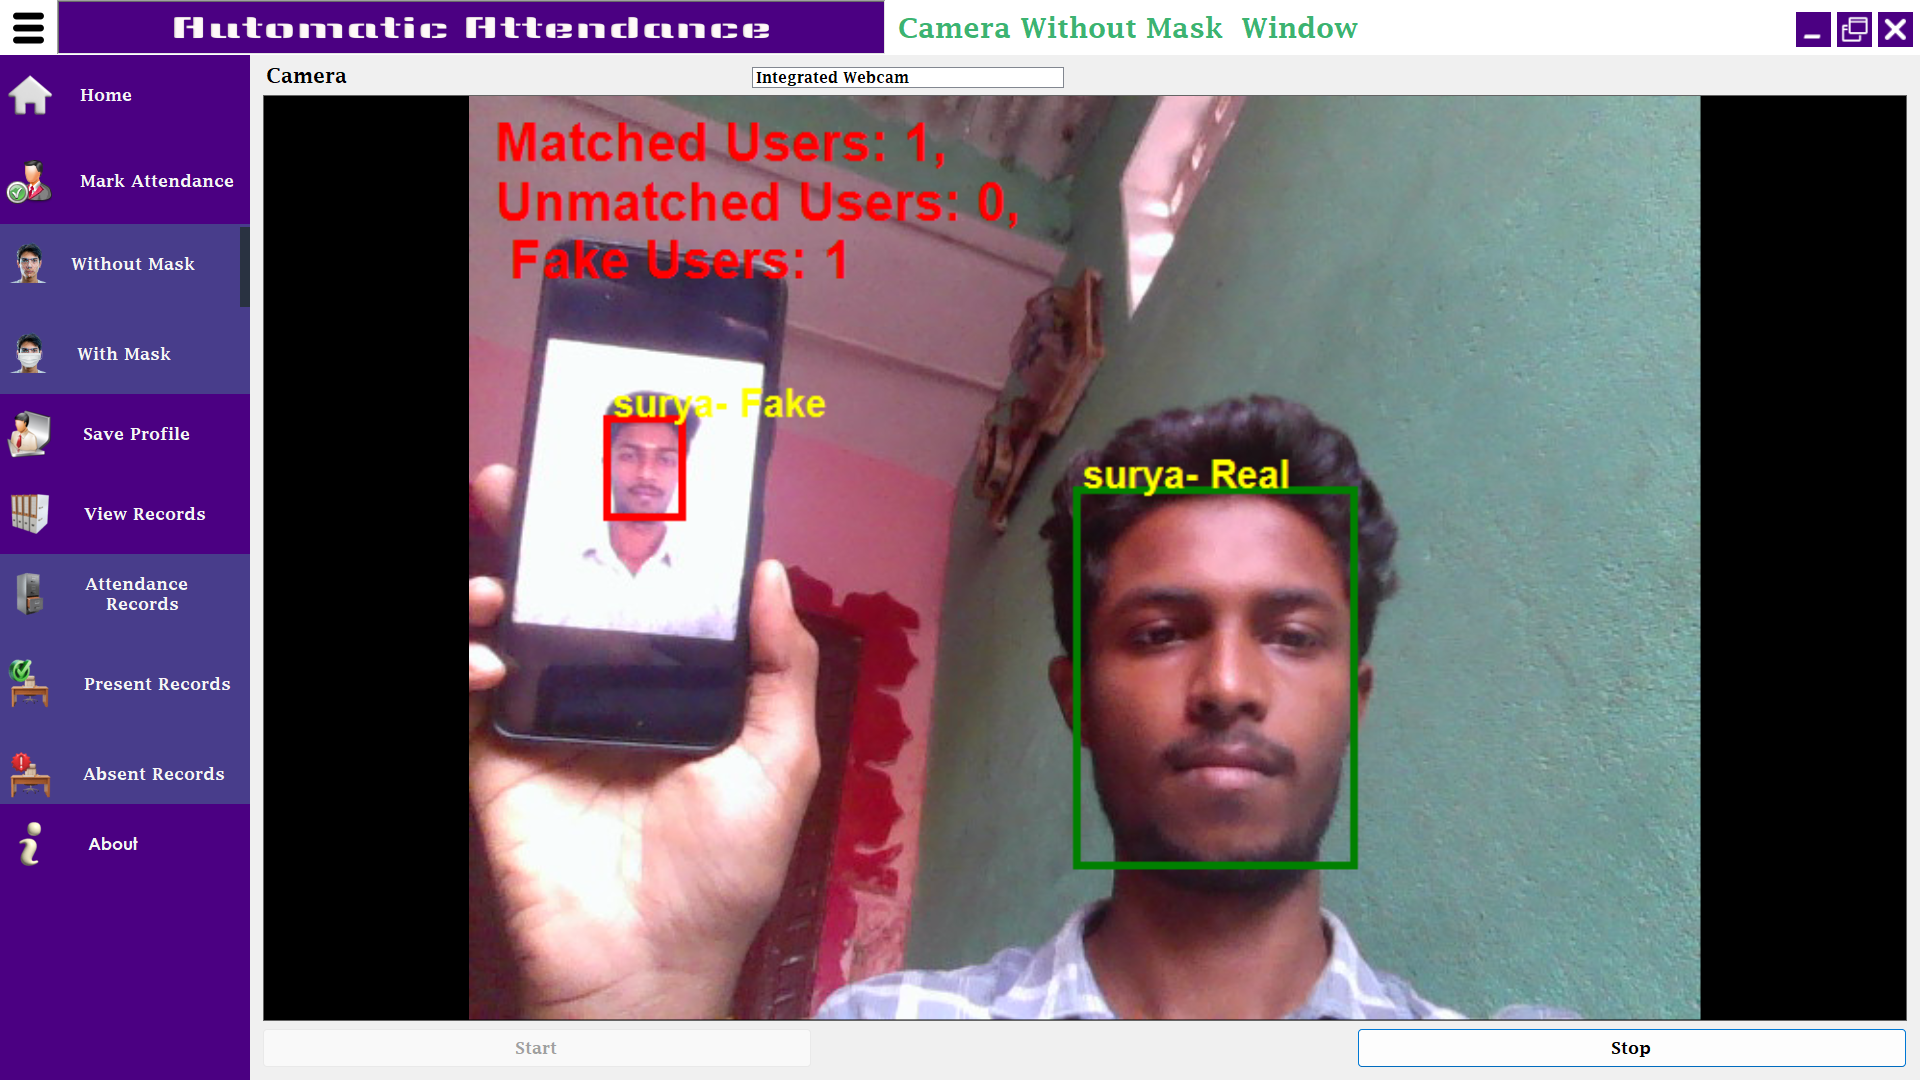 Automatic Attendance
Camera Without Mask Window
Home
Mark Attendance
Without Mask
With Mask
Save Profile
View Records
Attendance
Records
Present Records
Absent Records
About
Camera
Integrated Webcam
Matched Users: 1,
Unmatched Users: 0,
Fake Users: 1
surya- Fake
surya- Real
Start
Stop